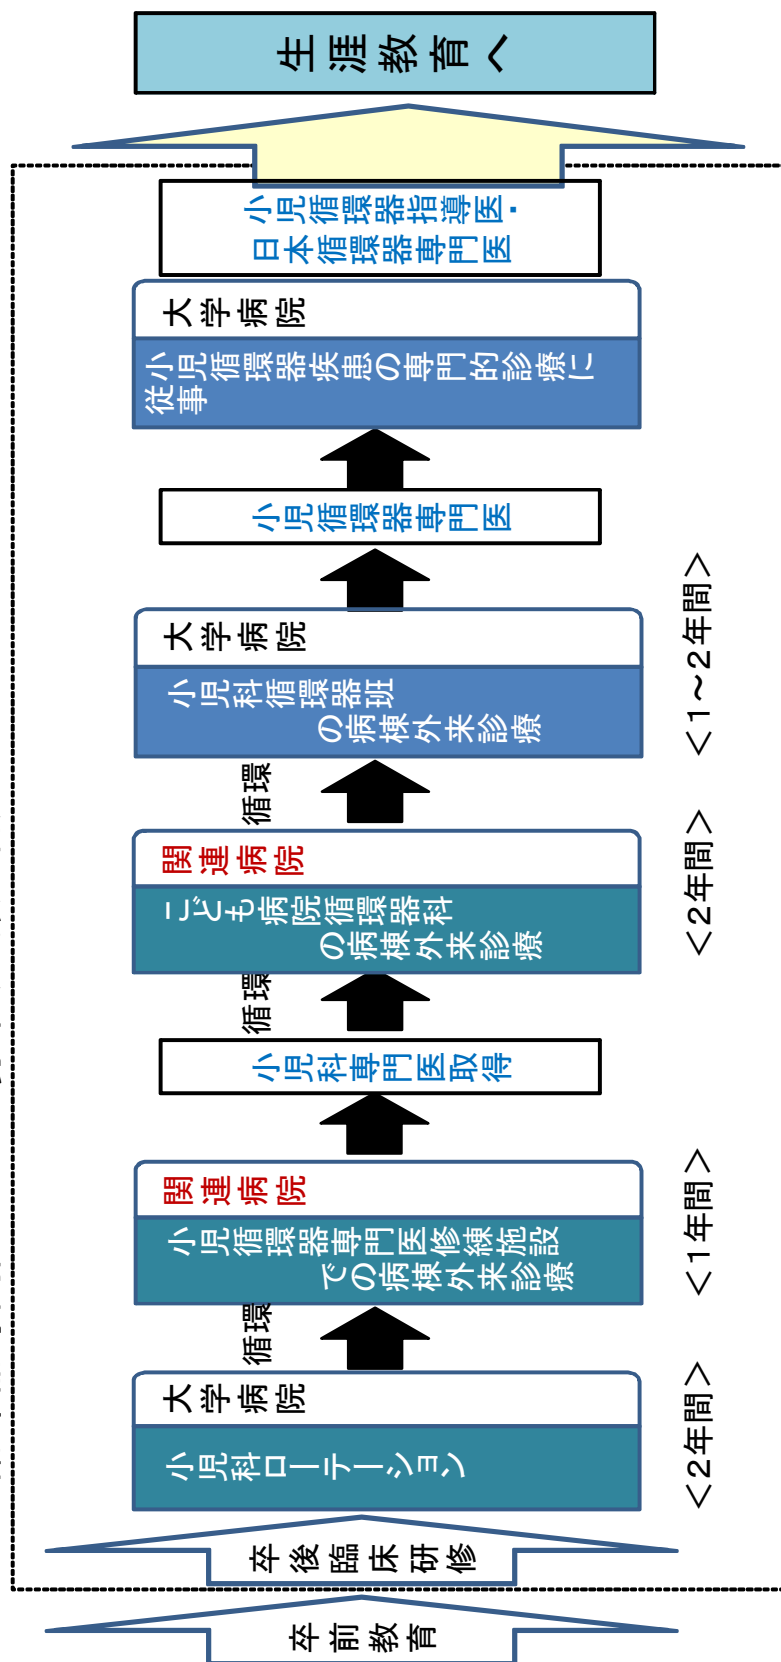 卒前教育
卒後臨床研修
大学病院
小児科ローテーション
<2年間>
循環
関連病院
小児循環器専門医修練施設
での病棟外来診療
<1年間>
小児科専門医取得
循環
関連病院
こども病院循環器科
の病棟外来診療
<2年間>
循環
大学病院
小児科循環器班
の病棟外来診療
<1~2年間>
小児循環器専門医
大学病院
小児循環器疾患の専門的診療に
従事
小児循環器指導医・
日本循環器専門医
生涯教育へ